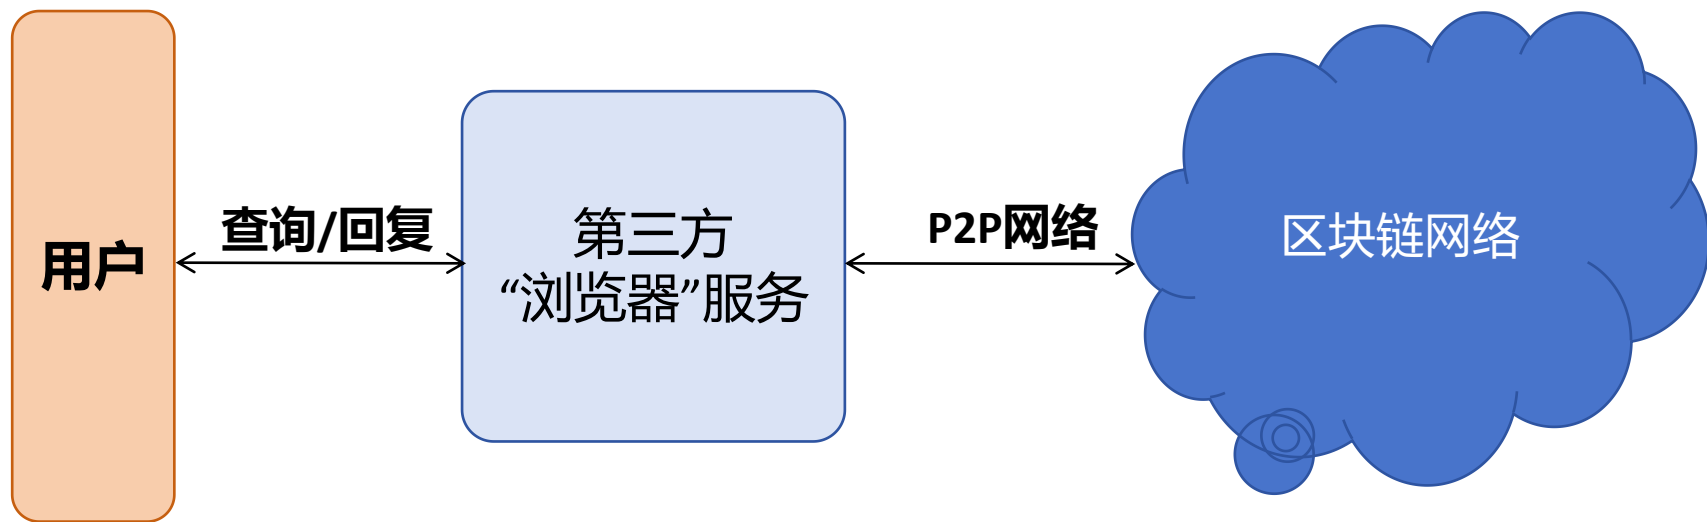 用户
查询/回复
第三方
“浏览器”服务
P2P网络
区块链网络